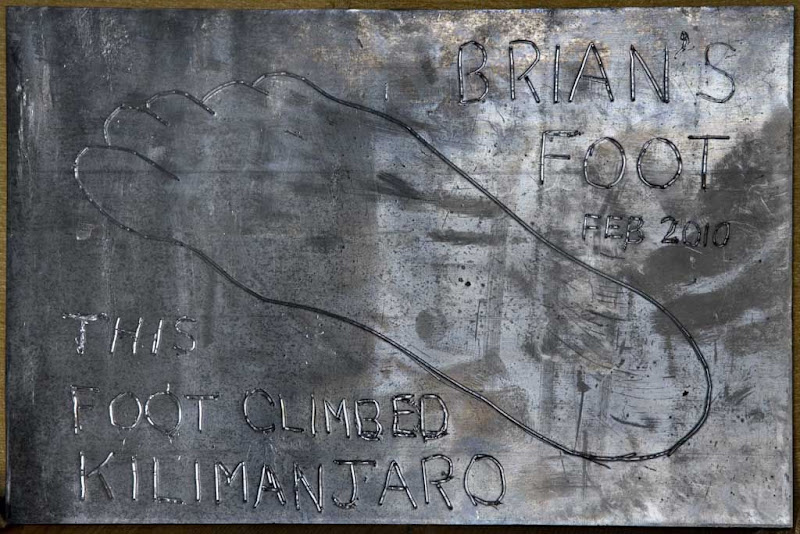 BRIAN'S
FOOT
FEB 2010
THIS
FOOT CLIMBED
KILIMANJARO